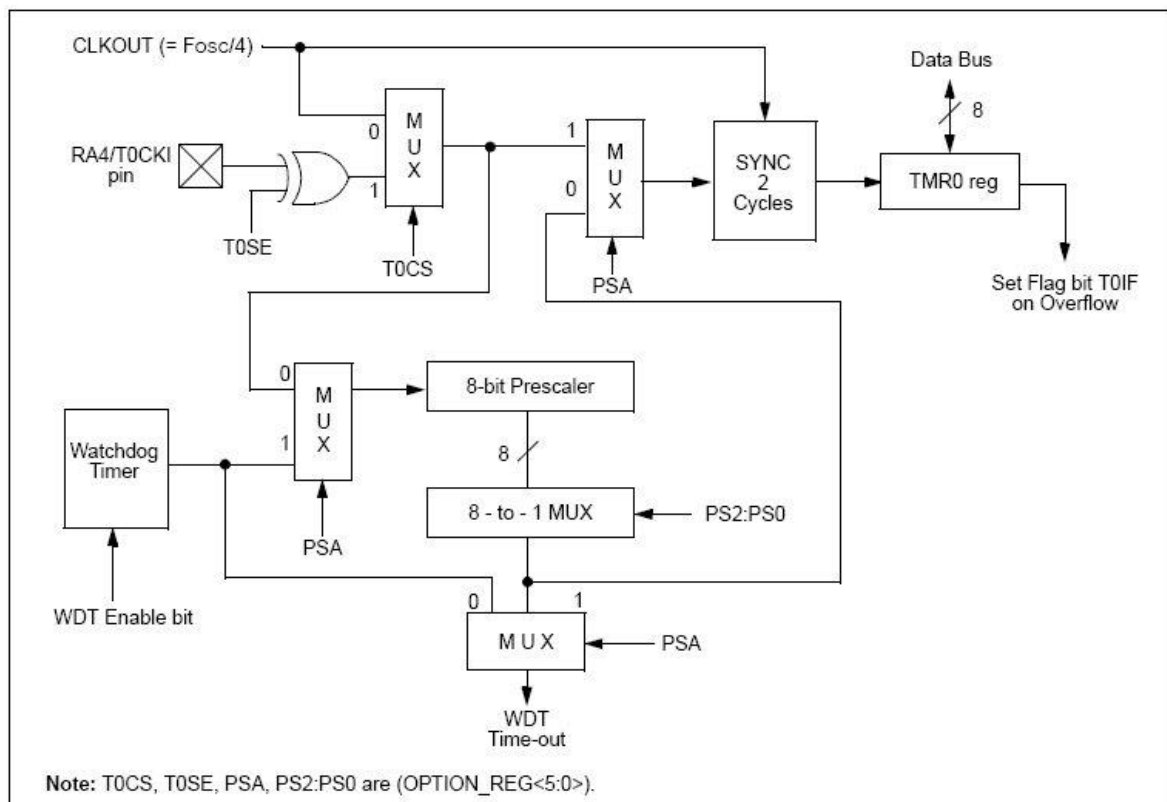 CLKOUT (= Fosc/4)
Data Bus
8
RA4/T0CKI
pin
0
1
M
U
X
T0SE
T0CS
1
0
M
U
X
PSA
SYNC
2
Cycles
TMR0 reg
Set Flag bit T0IF
on Overflow
Watchdog
Timer
WDT Enable bit
0
1
M
U
X
PSA
8-bit Prescaler
8
8 - to - 1 MUX
PS2:PS0
0
1
M U X
PSA
WDT
Time-out
Note: T0CS, T0SE, PSA, PS2:PS0 are (OPTION_REG<5:0>).